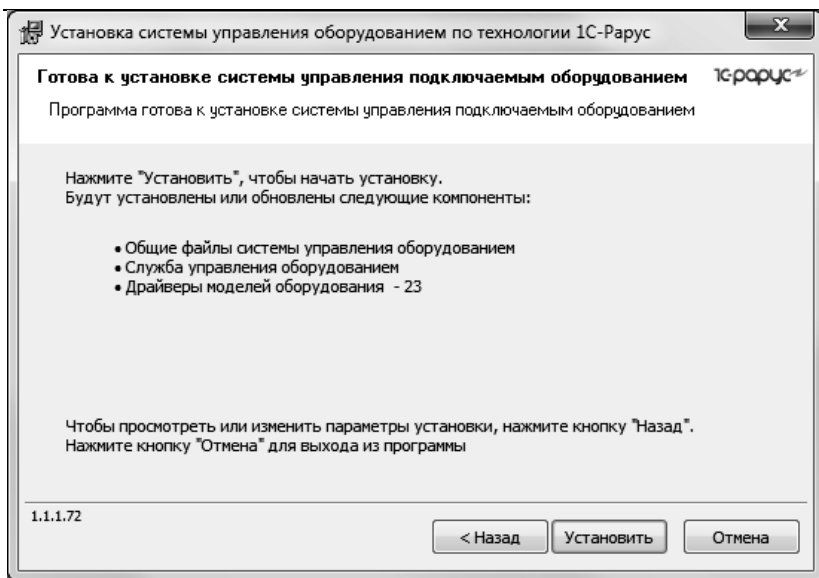 Установка системы управления оборудованием по технологии 1С-Рарус
Готова к установке системы управления подключаемым оборудованием
1С·рарус
Программа готова к установке системы управления подключаемым оборудованием
Нажмите "Установить", чтобы начать установку.
Будут установлены или обновлены следующие компоненты:
• Общие файлы системы управления оборудованием
• Служба управления оборудованием
• Драйверы моделей оборудования - 23
Чтобы просмотреть или изменить параметры установки, нажмите кнопку "Назад".
Нажмите кнопку "Отмена" для выхода из программы
1.1.1.72
< Назад
Установить
Отмена